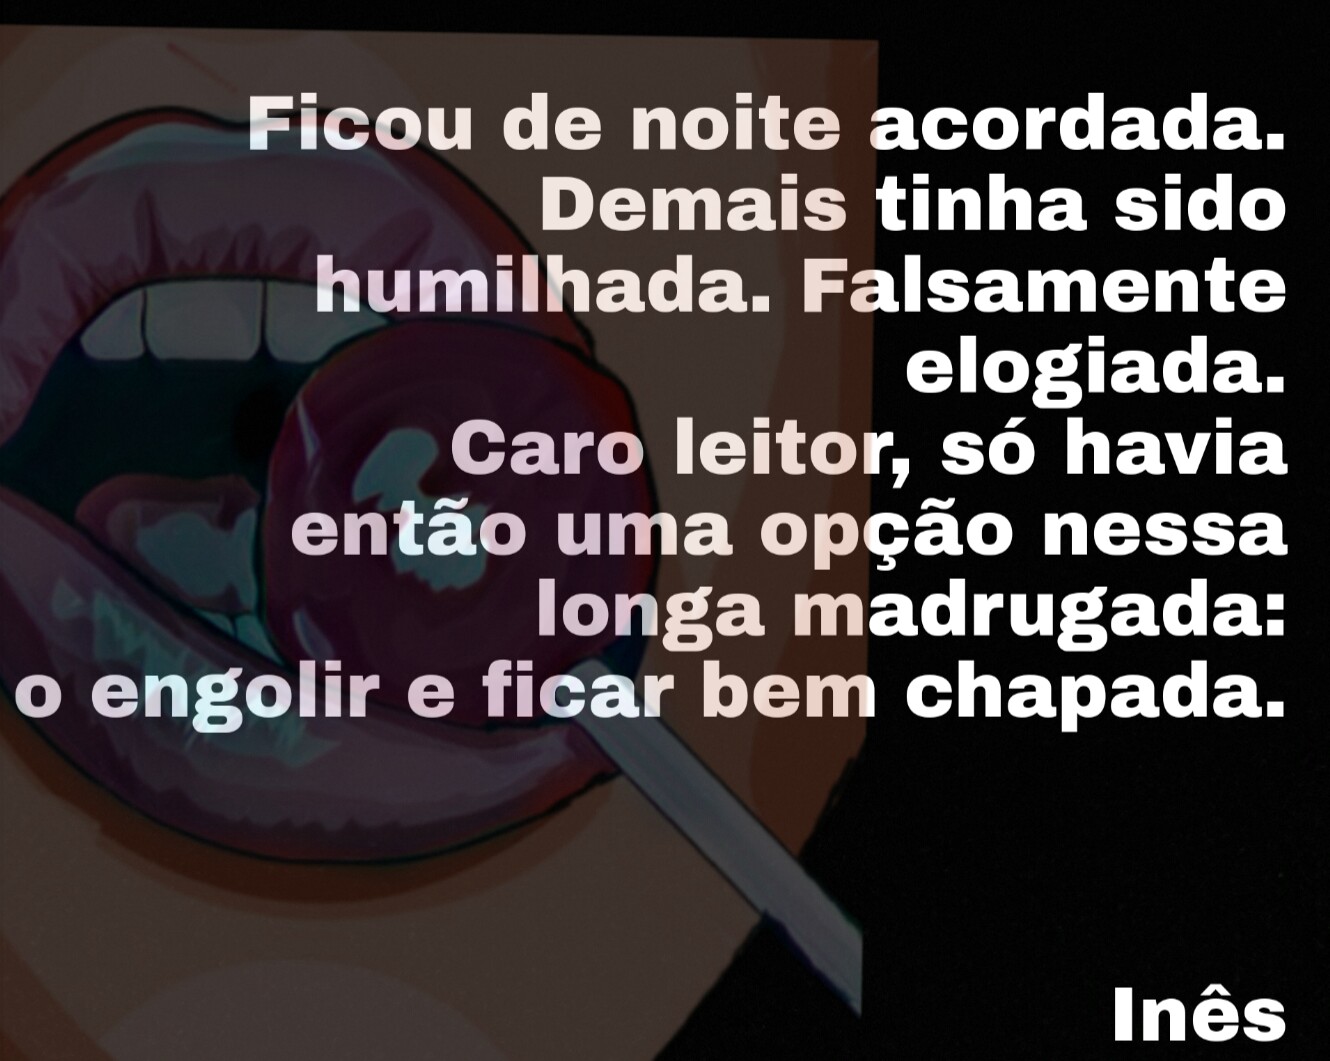 Ficou de noite acordada.
Demais tinha sido
humilhada. Falsamente
elogiada.
Caro leitor, só havia
então uma opção nessa
longa madrugada:
o engolir e ficar bem chapada.
Inês